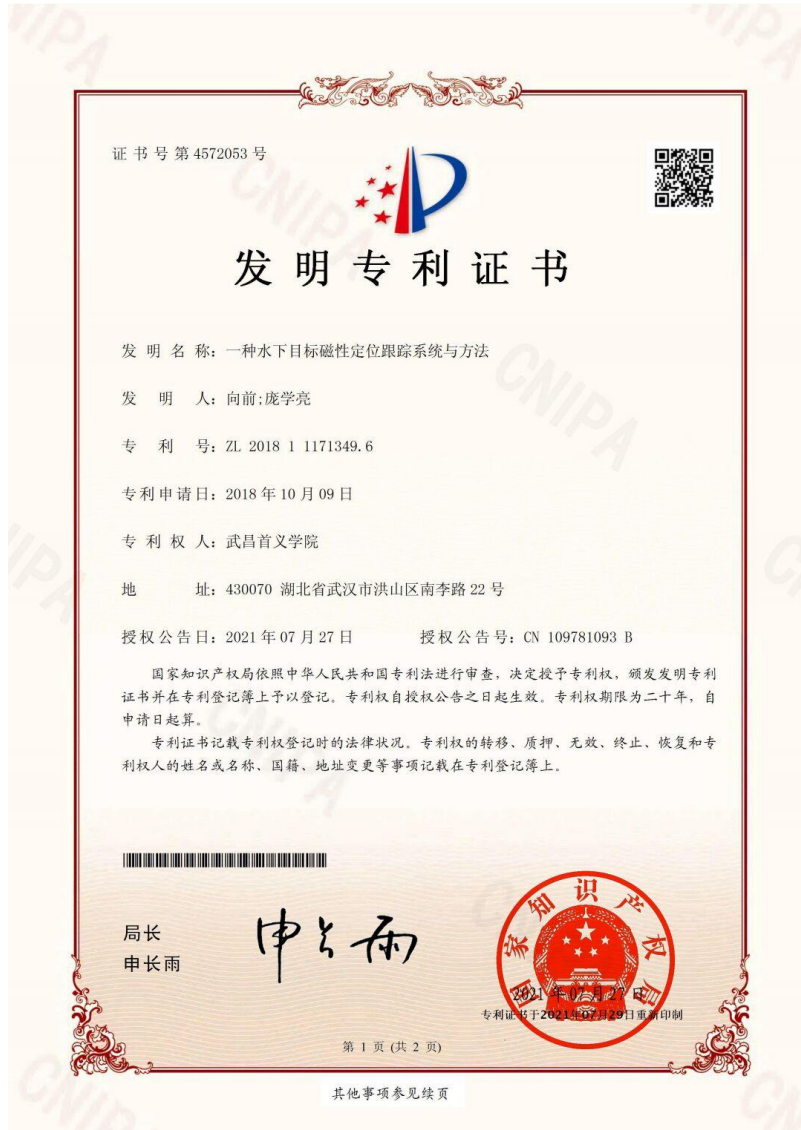 证书号第4572053号
发明专利证书
发明名称：一种水下目标磁性定位跟踪系统与方法
发明人：向前;庞学亮
专利号：ZL 2018 1 1171349.6
专利申请日：2018年10月09日
专利权人：武昌首义学院
地址：430070 湖北省武汉市洪山区南李路22号
授权公告日：2021年07月27日 授权公告号：CN 109781093 B
国家知识产权局依照中华人民共和国专利法进行审查，决定授予专利权，颁发发明专利
证书并在专利登记簿上予以登记。专利权自授权公告之日起生效。专利权期限为二十年，自
申请日起算。
专利证书记载专利权登记时的法律状况。专利权的转移、质押、无效、终止、恢复和专
利权人的姓名或名称、国籍、地址变更等事项记载在专利登记簿上。
局长
申长雨
申长雨
国家知识产权局
2021年07月27日
专利证书于2021年07月29日重新印制
第 1 页 (共 2 页)
其他事项参见续页
CNIPA
CNIPA
CNIPA
CNIPA